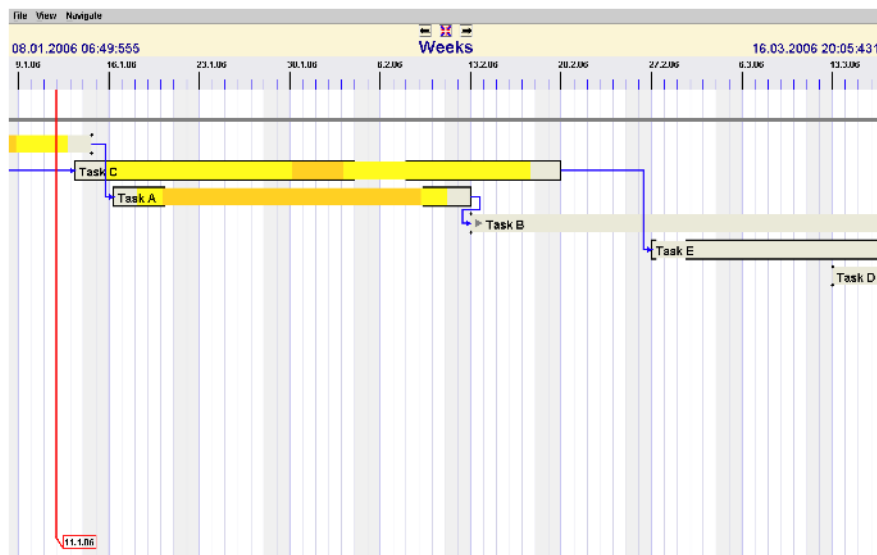 File View Navigate
08.01.2006 06:49:555 Weeks 16.03.2006 20:05:431
9.1.06 16.1.06 23.1.06 30.1.06 6.2.06 13.2.06 20.2.06 27.2.06 6.3.06 13.3.06
Task C
Task A
Task B
Task E
Task D
11.1.06